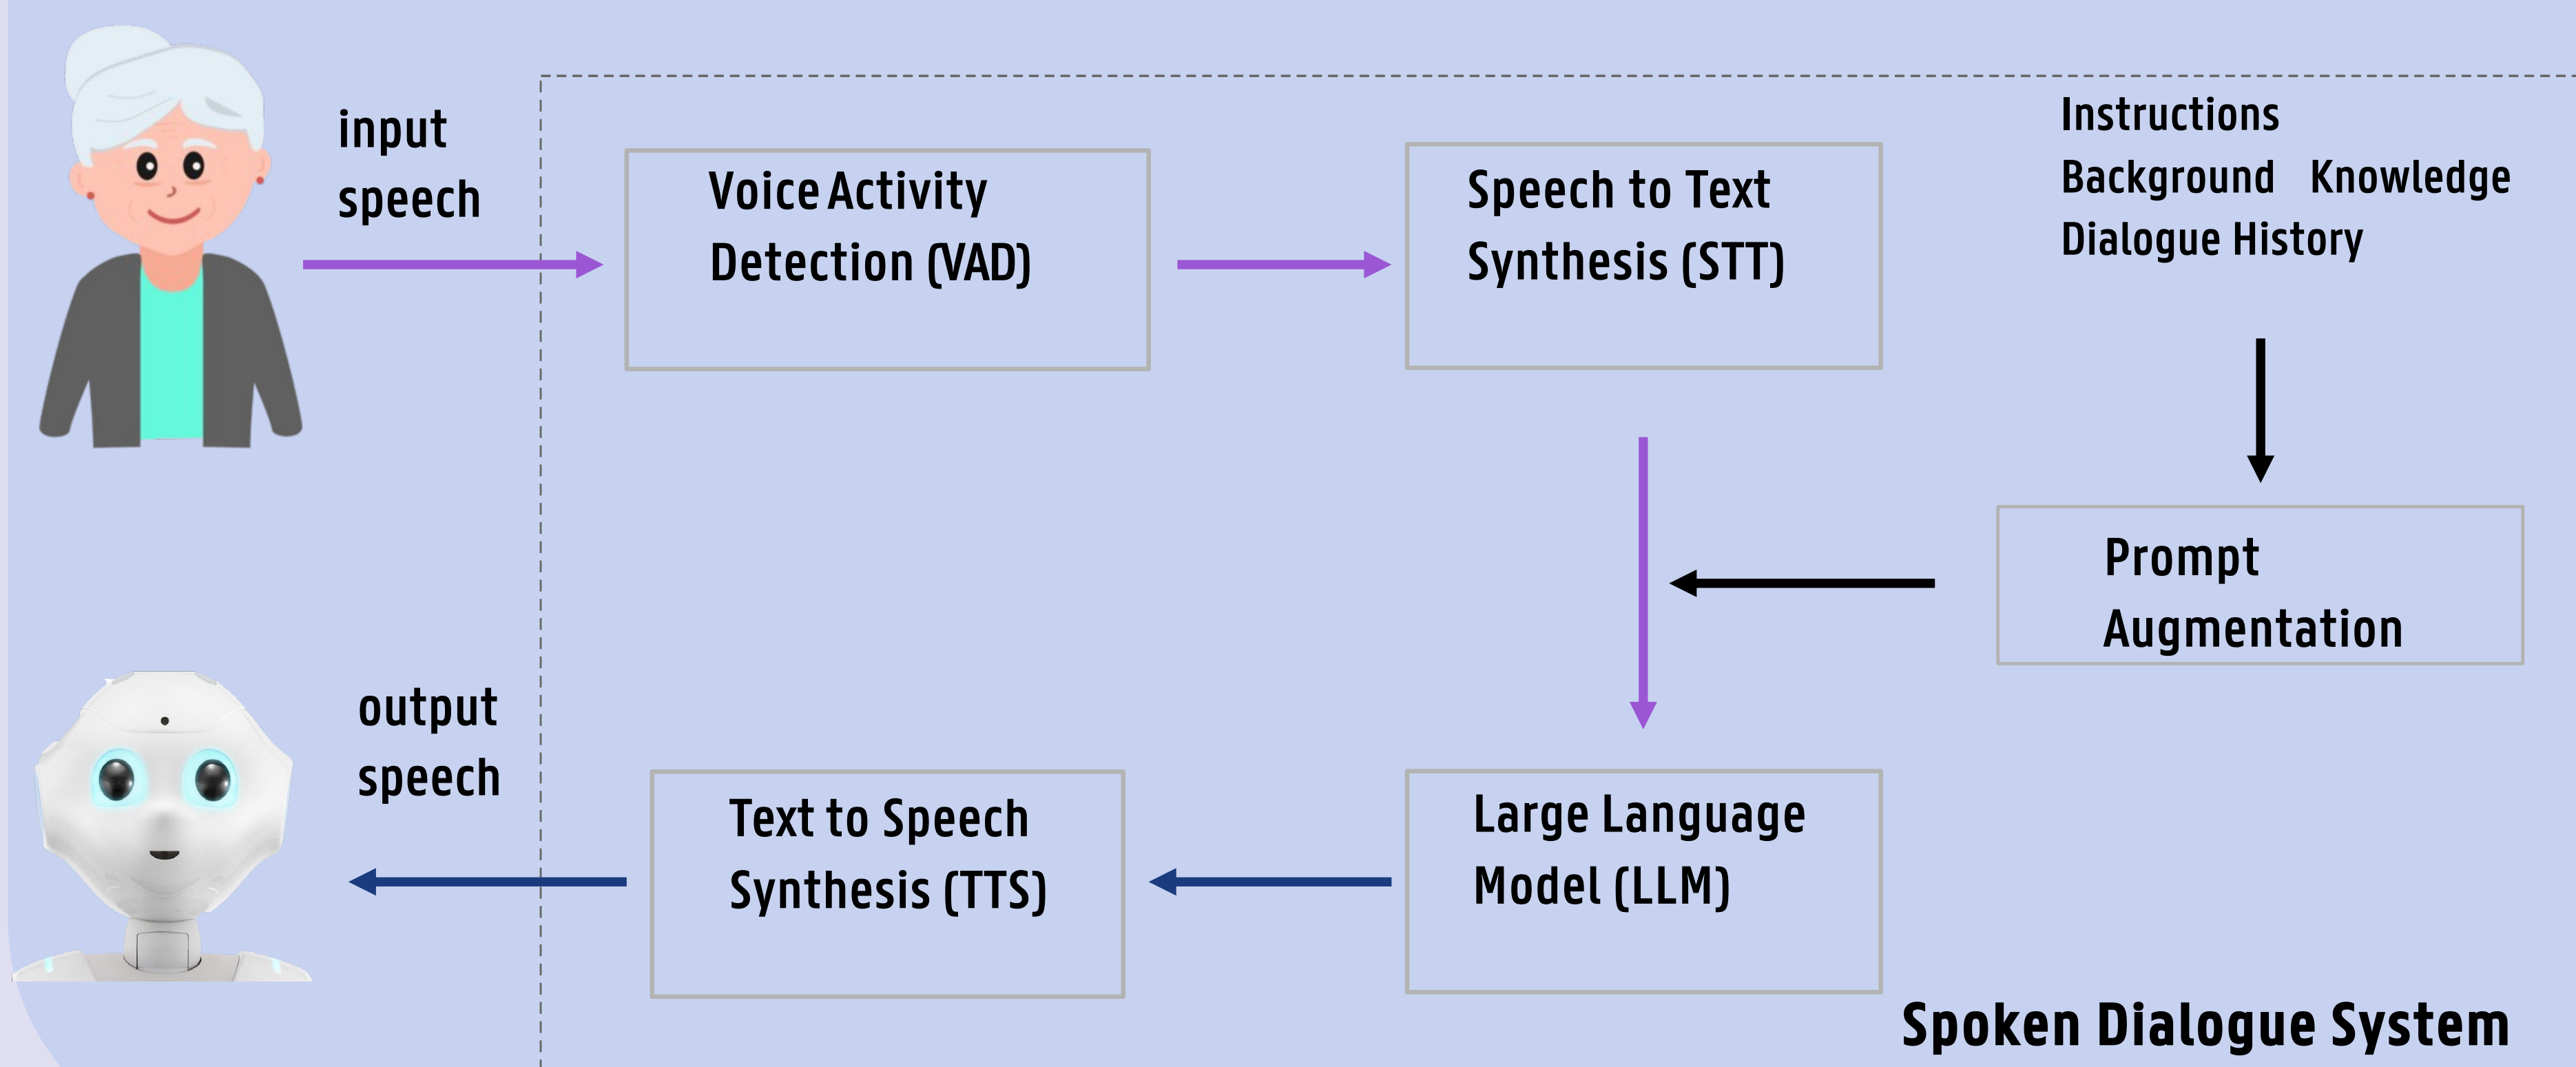 input
speech
Voice Activity
Detection (VAD)
Speech to Text
Synthesis (STT)
Instructions
Background Knowledge
Dialogue History
Prompt
Augmentation
output
speech
Text to Speech
Synthesis (TTS)
Large Language
Model (LLM)
Spoken Dialogue System